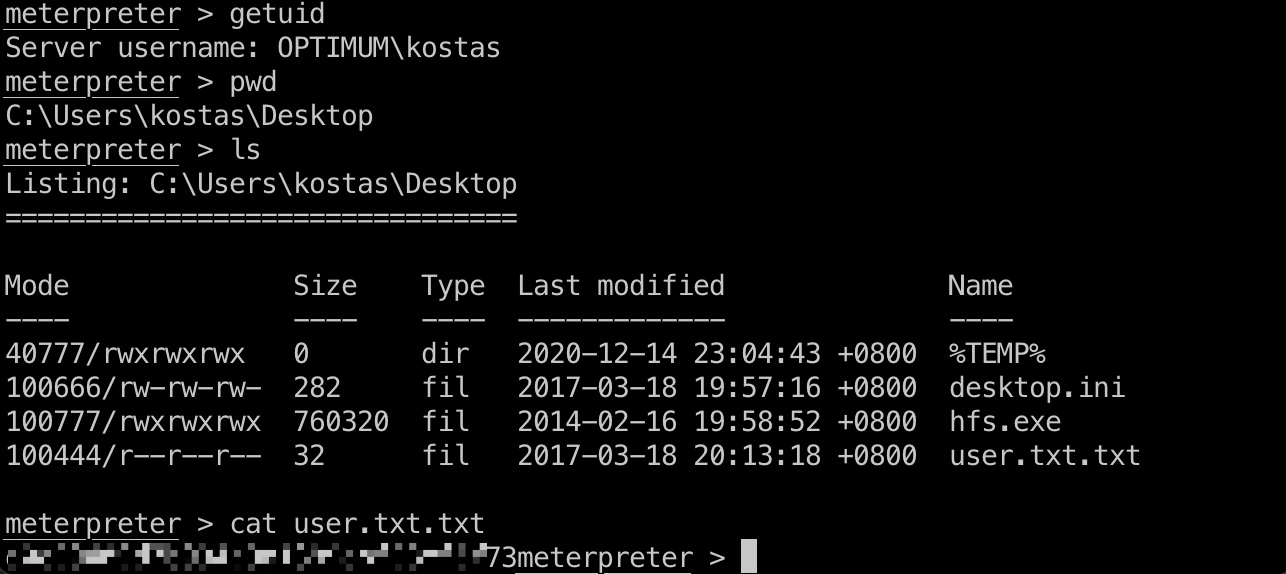 meterpreter > getuid
Server username: OPTIMUM\kostas
meterpreter > pwd
C:\Users\kostas\Desktop
meterpreter > ls
Listing: C:\Users\kostas\Desktop
================================
Mode Size Type Last modified Name
---- ---- ---- ------------- ----
40777/rwxrwxrwx 0 dir 2020-12-14 23:04:43 +0800 %TEMP%
100666/rw-rw-rw- 282 fil 2017-03-18 19:57:16 +0800 desktop.ini
100777/rwxrwxrwx 760320 fil 2014-02-16 19:58:52 +0800 hfs.exe
100444/r--r--r-- 32 fil 2017-03-18 20:13:18 +0800 user.txt.txt
meterpreter > cat user.txt.txt
73meterpreter >